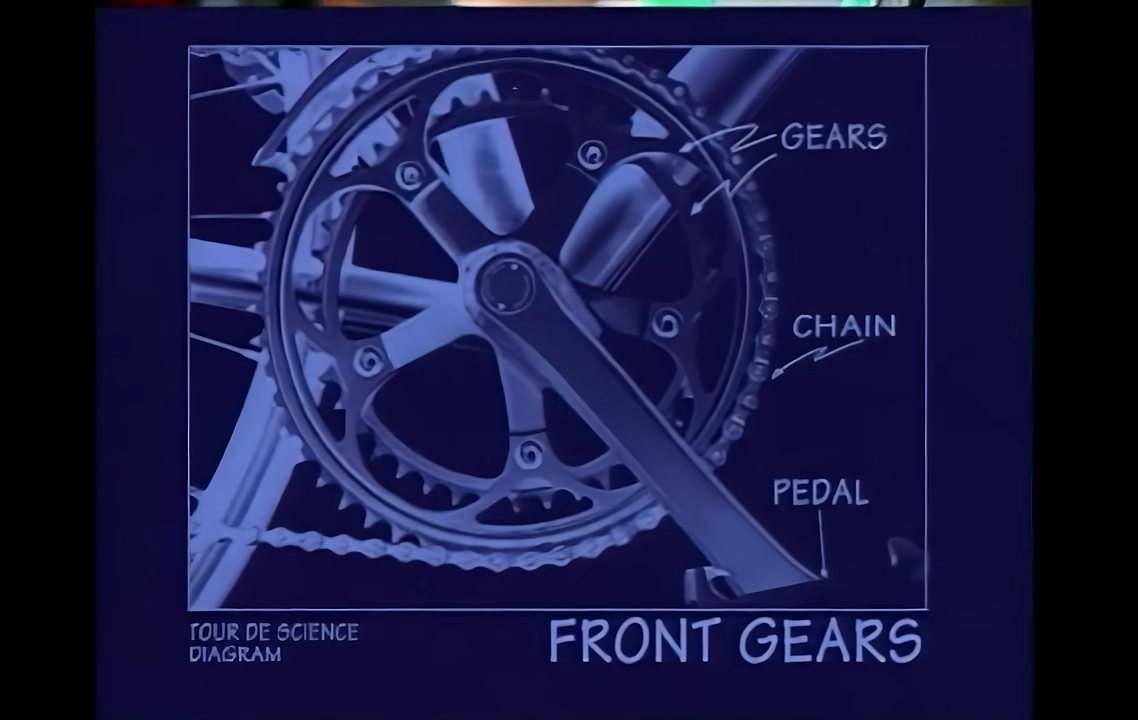 GEARS
CHAIN
PEDAL
TOUR DE SCIENCE
DIAGRAM
FRONT GEARS